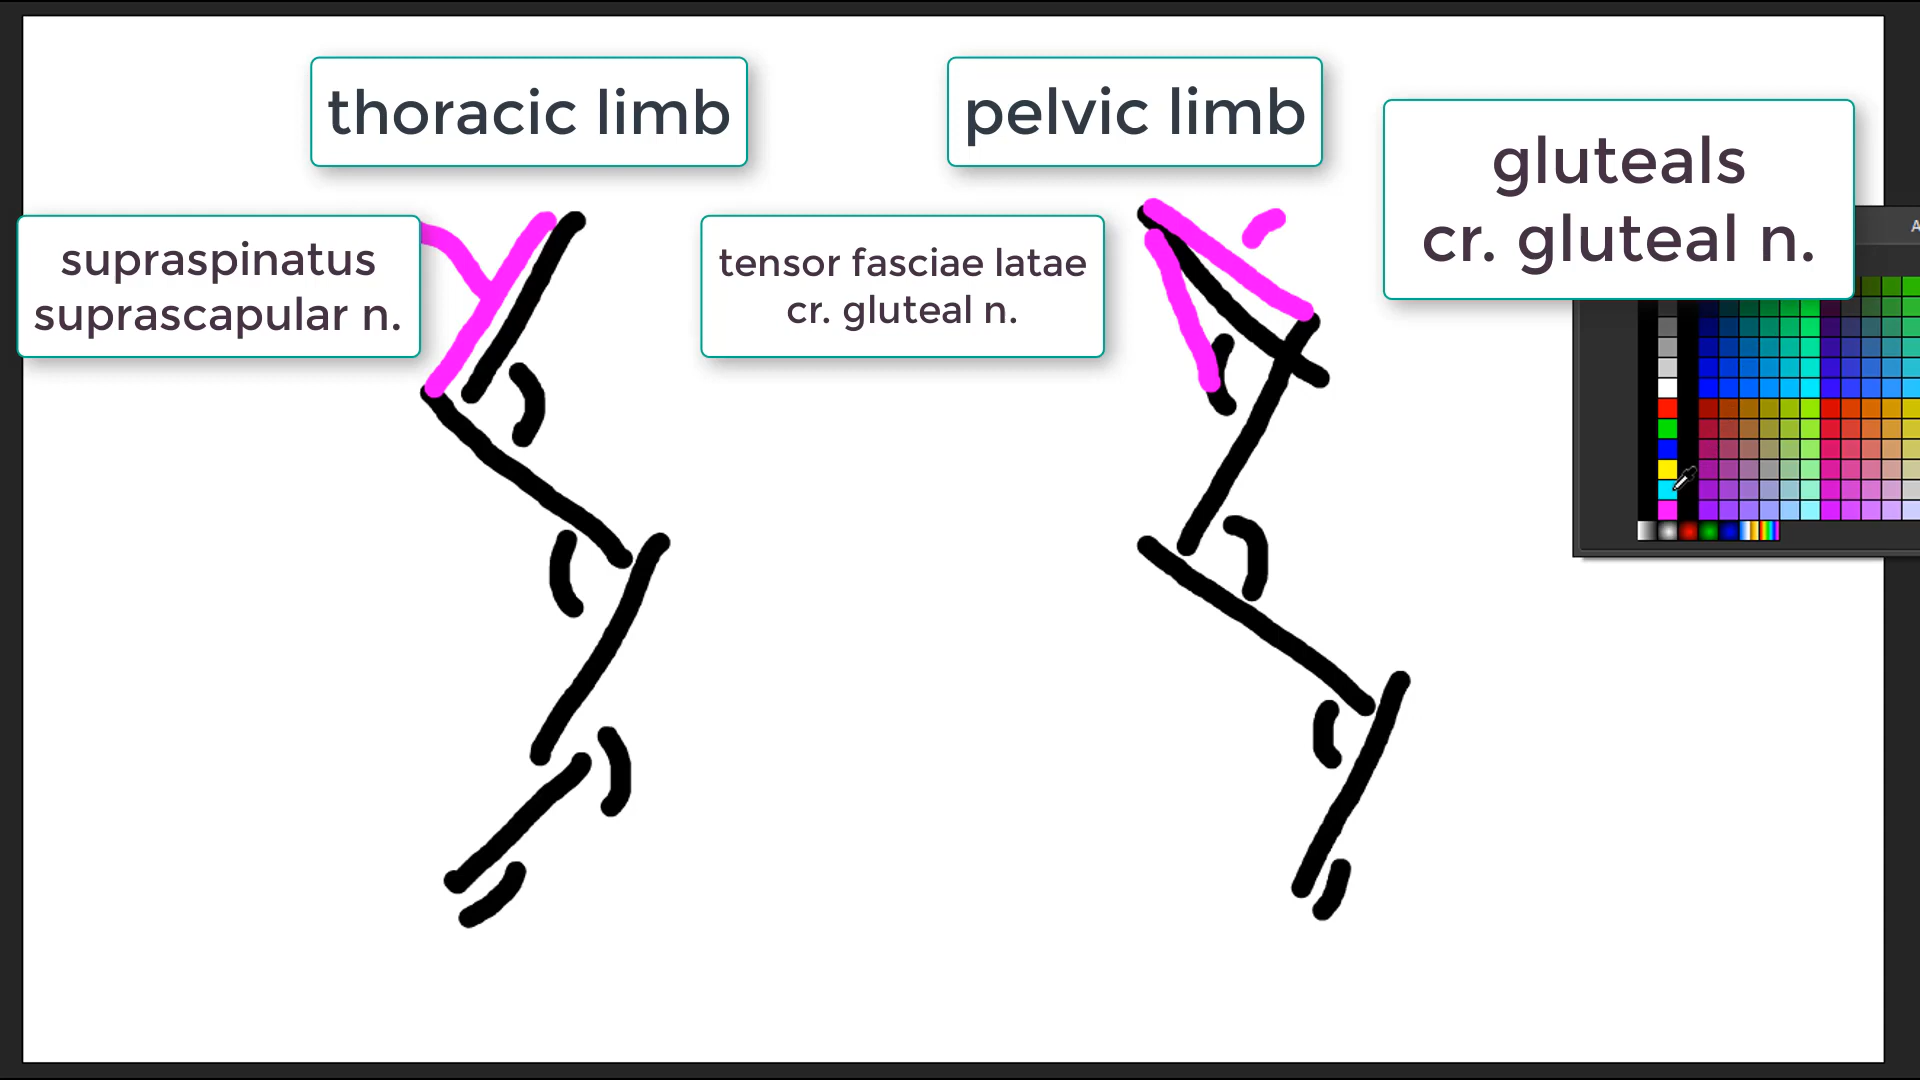 thoracic limb
pelvic limb
gluteals
cr. gluteal n.
supraspinatus
suprascapular n.
tensor fasciae latae
cr. gluteal n.
A